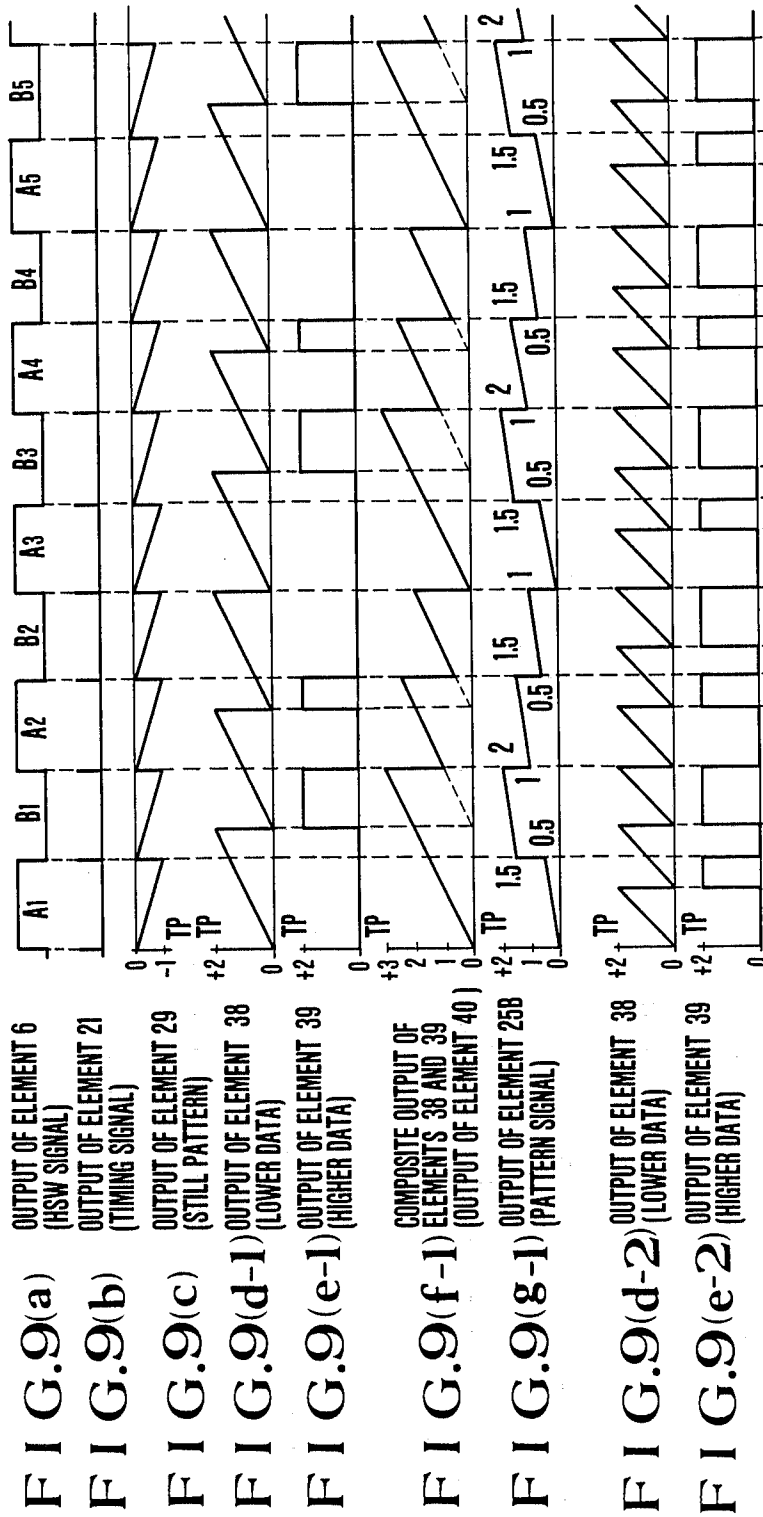 FIG.9(a) OUTPUT OF ELEMENT 6
(HSW SIGNAL)
A1 B1 A2 B2 A3 B3 A4 B4 A5 B5
FIG.9(b) OUTPUT OF ELEMENT 21
(TIMING SIGNAL)
FIG.9(c) OUTPUT OF ELEMENT 29
(STILL PATTERN)
0
-1 TP
FIG.9(d-1) OUTPUT OF ELEMENT 38
(LOWER DATA)
+2 TP
0
FIG.9(e-1) OUTPUT OF ELEMENT 39
(HIGHER DATA)
+2 TP
0
FIG.9(f-1) COMPOSITE OUTPUT OF
ELEMENTS 38 AND 39
(OUTPUT OF ELEMENT 40)
+3 TP
0
FIG.9(g-1) OUTPUT OF ELEMENT 25B
(PATTERN SIGNAL)
+2 TP
1
0
1.5 0.5 1 2 0.5 1.5 1 1.5 0.5 1 2 0.5 1.5 1 1.5 0.5 1 2
FIG.9(d-2) OUTPUT OF ELEMENT 38
(LOWER DATA)
+2 TP
0
FIG.9(e-2) OUTPUT OF ELEMENT 39
(HIGHER DATA)
+2 TP
0